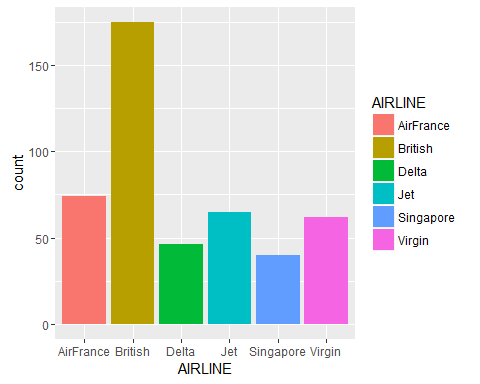 150
100
50
0
count
AirFrance British Delta Jet Singapore Virgin
AIRLINE
AIRLINE
AirFrance
British
Delta
Jet
Singapore
Virgin